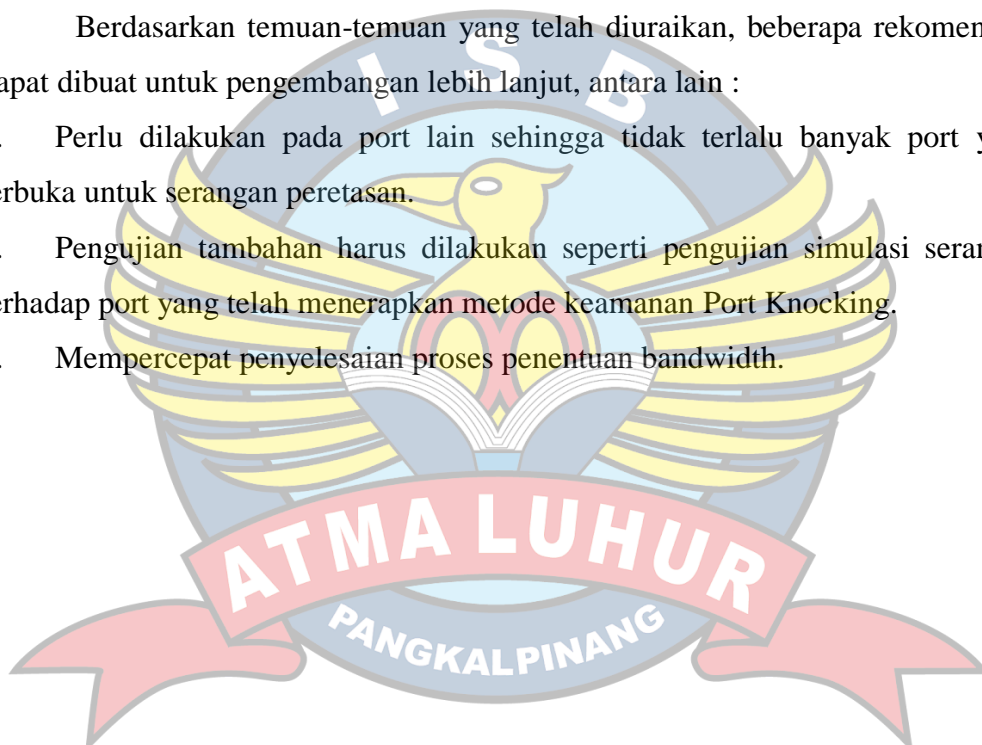 Berdasarkan temuan-temuan yang telah diuraikan, beberapa rekomen
apat dibuat untuk pengembangan lebih lanjut, antara lain :
. Perlu dilakukan pada port lain sehingga tidak terlalu banyak port y
erbuka untuk serangan peretasan.
. Pengujian tambahan harus dilakukan seperti pengujian simulasi seran
erhadap port yang telah menerapkan metode keamanan Port Knocking.
. Mempercepat penyelesaian proses penentuan bandwidth.
I S B
ATMA LUHUR
PANGKALPINANG